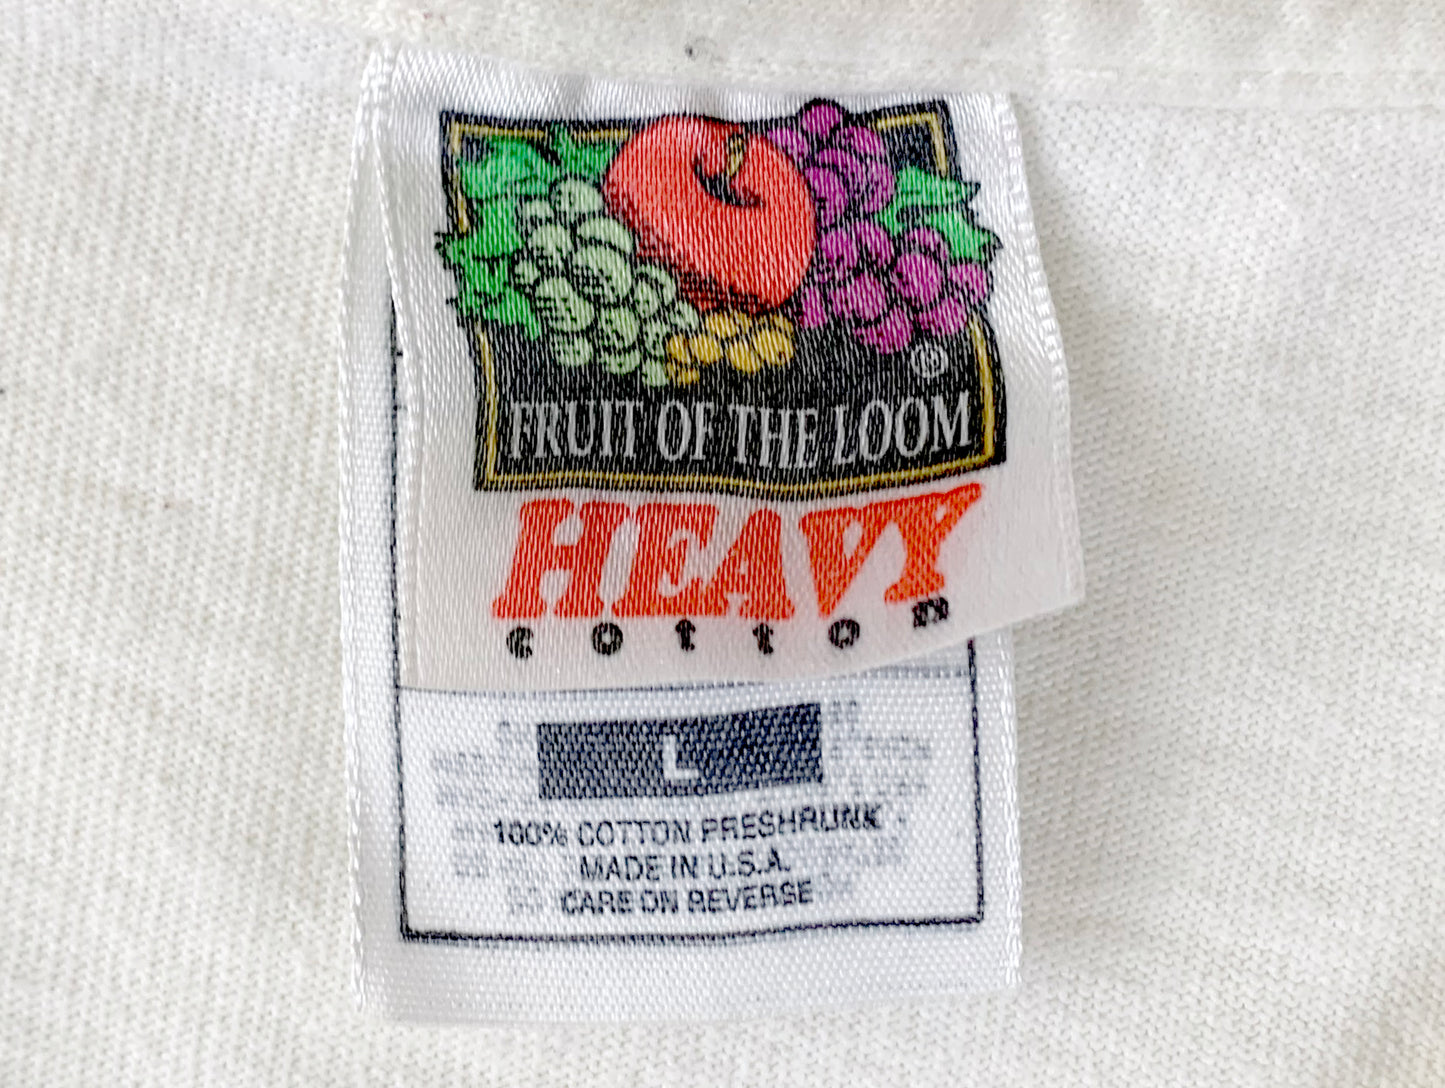 ®
FRUIT OF THE LOOM
HEAVY
cotton
L
100% COTTON PRESHRUNK
MADE IN U.S.A.
CARE ON REVERSE